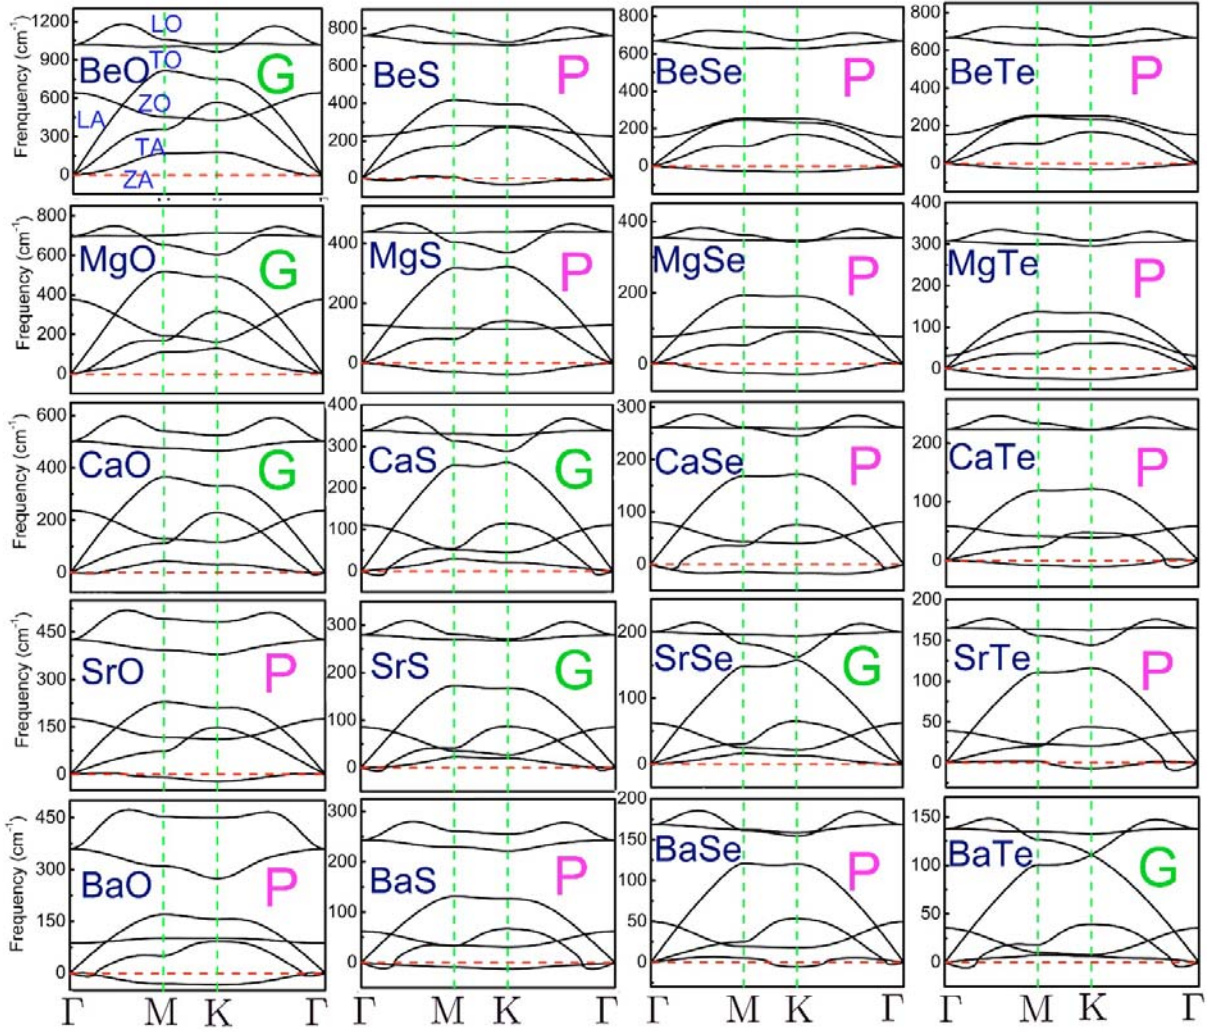 Frenquency (cm⁻¹)
1200
900
600
300
0
LO
TO
BeO
G
ZO
LA
TA
ZA
800
600
400
200
0
BeS
P
800
600
400
200
0
BeSe
P
800
600
400
200
0
BeTe
P
Frequency (cm⁻¹)
800
600
400
200
0
MgO
G
400
200
0
MgS
P
400
200
0
MgSe
P
400
300
200
100
0
MgTe
P
Frequency (cm⁻¹)
600
400
200
0
CaO
G
400
300
200
100
0
CaS
G
300
200
100
0
CaSe
P
200
100
0
CaTe
P
Frequency (cm⁻¹)
450
300
150
0
SrO
P
300
200
100
0
SrS
G
200
100
0
SrSe
G
200
150
100
50
0
SrTe
P
Frequency (cm⁻¹)
450
300
150
0
BaO
P
300
200
100
0
BaS
P
200
150
100
50
0
BaSe
P
150
100
50
0
BaTe
G
Γ M K Γ Γ M K Γ Γ M K Γ Γ M K Γ